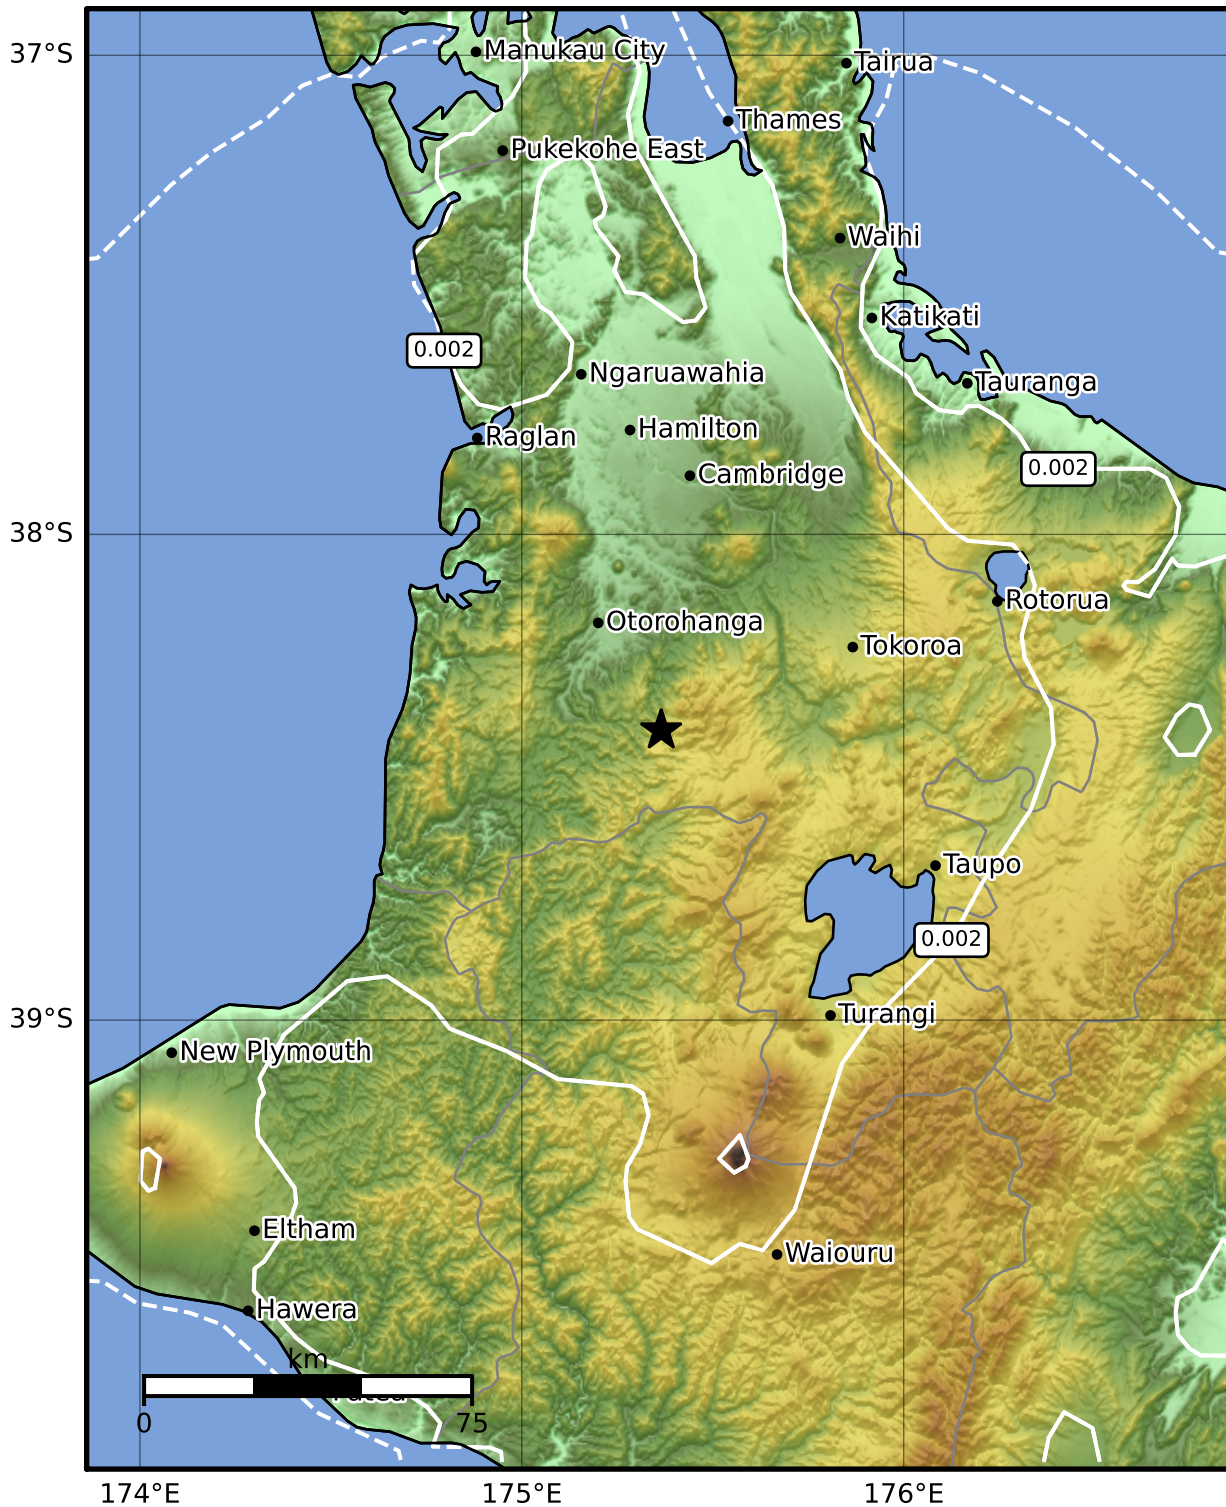 37°S
Manukau City
Tairua
Thames
Pukekohe East
Waihi
Katikati
0.002
Ngaruawahia
Tauranga
Raglan
Hamilton
0.002
Cambridge
38°S
Rotorua
Otorohanga
Tokoroa
Taupo
0.002
39°S
Turangi
New Plymouth
Eltham
Waiouru
Hawera
km
0
75
174°E
175°E
176°E